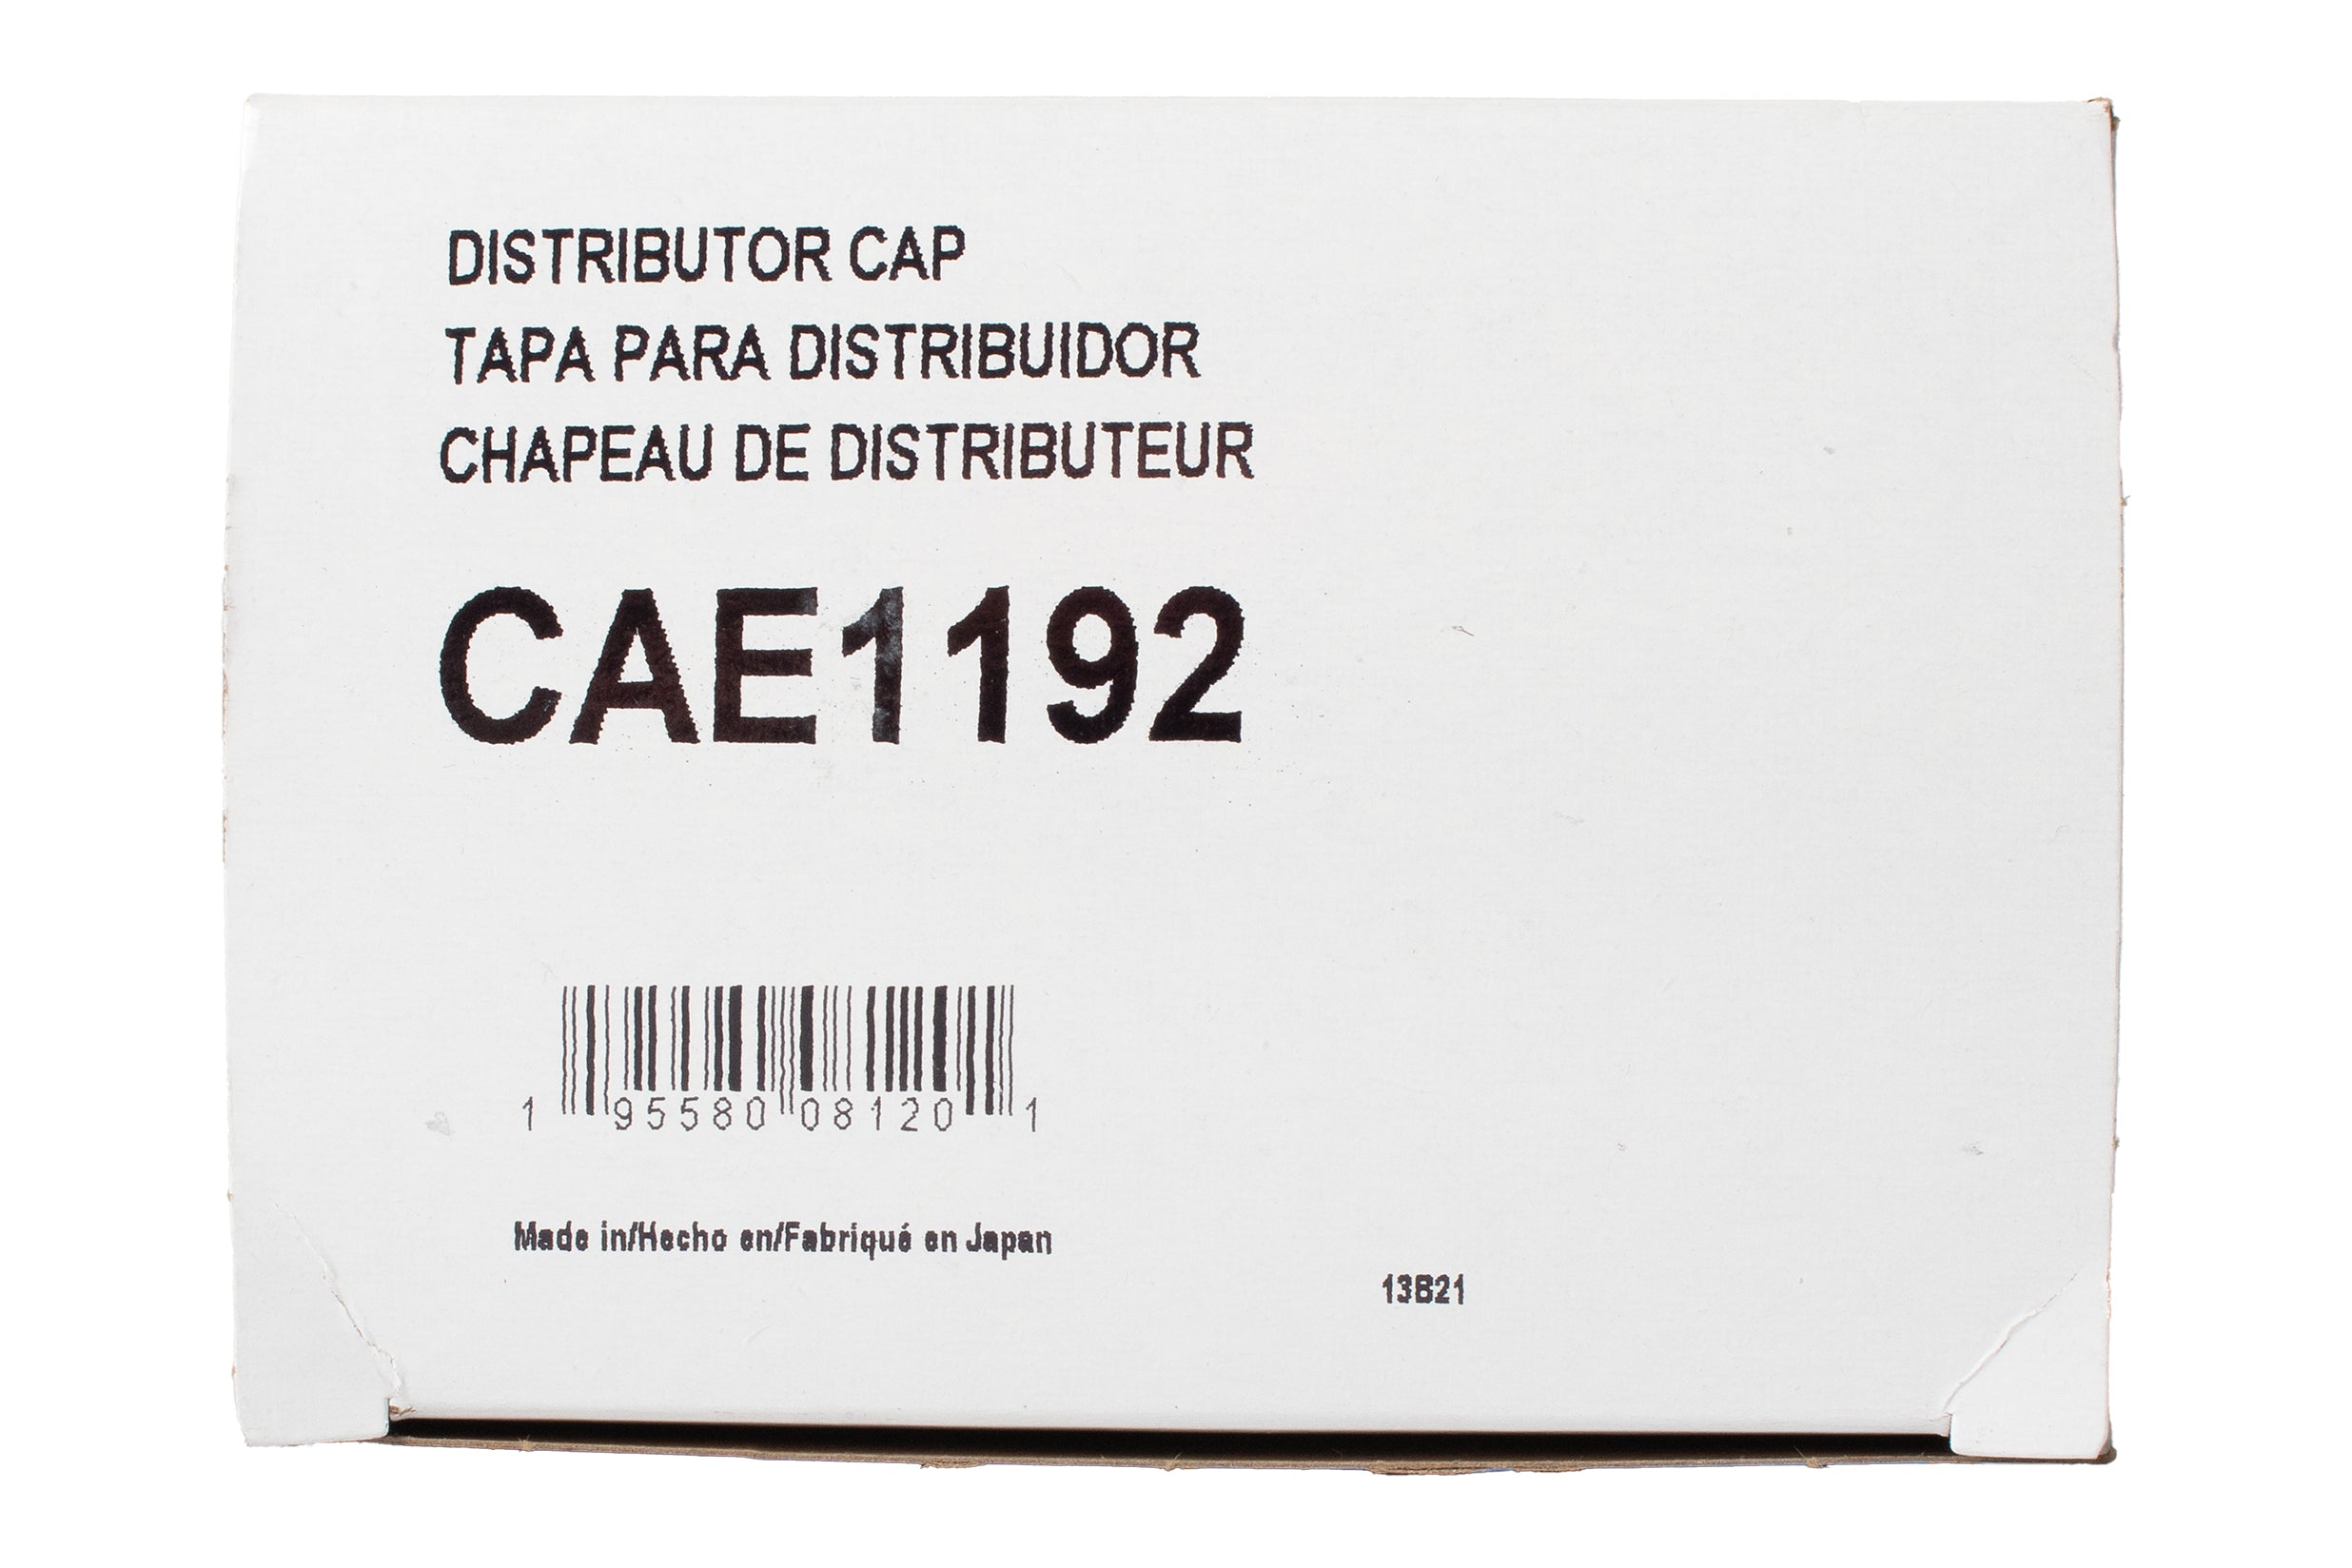 DISTRIBUTOR CAP
TAPA PARA DISTRIBUIDOR
CHAPEAU DE DISTRIBUTEUR
CAE1192
1 95580 08120 1
Made in/Hecho en/Fabriqué en Japan
13B21